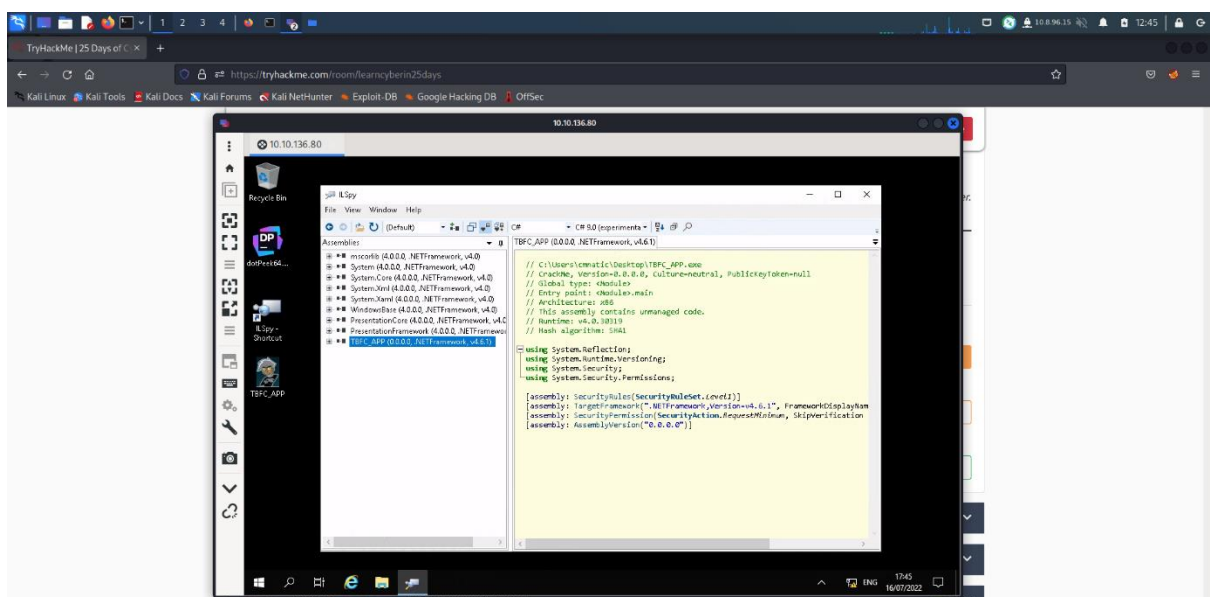 1 2 3 4
10.8.96.15 12:45
TryHackMe | 25 Days of C
https://tryhackme.com/room/learncyberin25days
Kali Linux Kali Tools Kali Docs Kali Forums Kali NetHunter Exploit-DB Google Hacking DB OffSec
10.10.136.80
10.10.136.80
Recycle Bin
dotPeek64...
ILSpy - Shortcut
TBFC_APP
ILSpy
File View Window Help
(Default) C# C# 9.0 (experimenta
Assemblies
mscorlib (4.0.0.0, .NETFramework, v4.0)
System (4.0.0.0, .NETFramework, v4.0)
System.Core (4.0.0.0, .NETFramework, v4.0)
System.Xml (4.0.0.0, .NETFramework, v4.0)
System.Xaml (4.0.0.0, .NETFramework, v4.0)
WindowsBase (4.0.0.0, .NETFramework, v4.0)
PresentationCore (4.0.0.0, .NETFramework, v4.0
PresentationFramework (4.0.0.0, .NETFramewor
TBFC_APP (0.0.0.0, .NETFramework, v4.6.1)
TBFC_APP (0.0.0.0, .NETFramework, v4.6.1)
// C:\Users\cmnatic\Desktop\TBFC_APP.exe
// CrackMe, Version=0.0.0.0, Culture=neutral, PublicKeyToken=null
// Global type: <Module>
// Entry point: <Module>.main
// Architecture: x86
// This assembly contains unmanaged code.
// Runtime: v4.0.30319
// Hash algorithm: SHA1
using System.Reflection;
using System.Runtime.Versioning;
using System.Security;
using System.Security.Permissions;
[assembly: SecurityRules(SecurityRuleSet.Level1)]
[assembly: TargetFramework(".NETFramework,Version=v4.6.1", FrameworkDisplayNam
[assembly: SecurityPermission(SecurityAction.RequestMinimum, SkipVerification
[assembly: AssemblyVersion("0.0.0.0")]
er.
ENG
17:45
16/07/2022